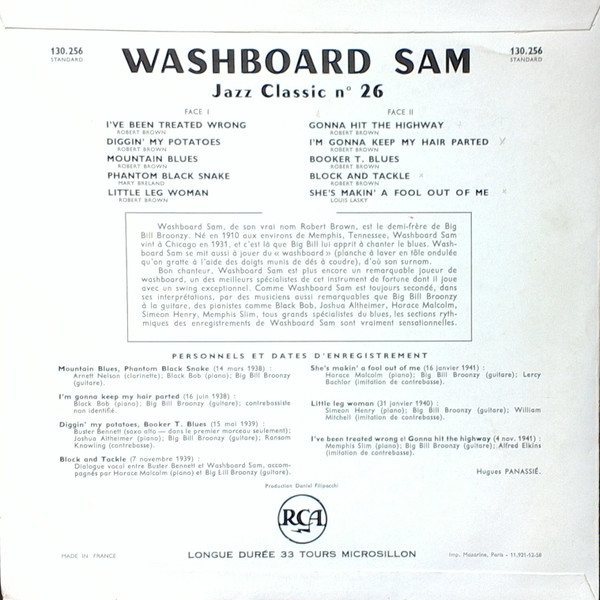 130.256
STANDARD
WASHBOARD SAM
130.256
STANDARD
Jazz Classic n° 26
FACE I
I'VE BEEN TREATED WRONG
ROBERT BROWN
DIGGIN' MY POTATOES
ROBERT BROWN
MOUNTAIN BLUES
ROBERT BROWN
PHANTOM BLACK SNAKE
MARY BRELAND
LITTLE LEG WOMAN
ROBERT BROWN
FACE II
GONNA HIT THE HIGHWAY
ROBERT BROWN
I'M GONNA KEEP MY HAIR PARTED
ROBERT BROWN
BOOKER T. BLUES
ROBERT BROWN
BLOCK AND TACKLE
ROBERT BROWN
SHE'S MAKIN' A FOOL OUT OF ME
LOUIS LASKY
Washboard Sam, de son vrai nom Robert Brown, est le demi-frère de Big
Bill Broonzy. Né en 1910 aux environs de Memphis, Tennessee, Washboard Sam
vint à Chicago en 1931, et c'est là que Big Bill lui apprit à chanter le blues. Wash-
board Sam se mit aussi à jouer du « washboard » (planche à laver en tôle ondulée
qu'on gratte à l'aide des doigts munis de dés à coudre), d'où son surnom.
Bon chanteur, Washboard Sam est plus encore un remarquable joueur de
washboard, un des meilleurs spécialistes de cet instrument de fortune dont il joue
avec un swing exceptionnel. Comme Washboard Sam est toujours secondé, dans
ses interprétations, par des musiciens aussi remarquables que Big Bill Broonzy
à la guitare, des pianistes comme Black Bob, Joshua Altheimer, Horace Malcolm,
Simeon Henry, Memphis Slim, tous grands spécialistes du blues, les sections ryth-
miques des enregistrements de Washboard Sam sont vraiment sensationnelles.
PERSONNELS ET DATES D'ENREGISTREMENT
Mountain Blues, Phantom Black Snake (14 mars 1938) :
Arnett Nelson (clarinette); Black Bob (piano); Big Bill Broonzy
(guitare).
I'm gonna keep my hair parted (16 juin 1938) :
Black Bob (piano); Big Bill Broonzy (guitare); contrebassiste
non identifié.
Diggin' my potatoes, Booker T. Blues (15 mai 1939) :
Buster Bennett (saxo alto — dans le premier morceau seulement);
Joshua Altheimer (piano); Big Bill Broonzy (guitare); Ransom
Knowling (contrebasse).
Block and Tackle (7 novembre 1939) :
Dialogue vocal entre Buster Bennett et Washboard Sam, accom-
pagnés par Horace Malcolm (piano) et Big Bill Broonzy (guitare).
She's makin' a fool out of me (16 janvier 1941) :
Horace Malcolm (piano); Big Bill Broonzy (guitare); Leroy
Bachlor (imitation de contrebasse).
Little leg woman (31 janvier 1940) :
Simeon Henry (piano); Big Bill Broonzy (guitare); William
Mitchell (imitation de contrebasse).
I've been treated wrong et Gonna hit the highway (4 nov. 1941) :
Memphis Slim (piano); Big Bill Broonzy (guitare); Alfred Elkins
(imitation de contrebasse).
Hugues PANASSIÉ.
Production Daniel Filipacchi
RCA
MADE IN FRANCE
LONGUE DURÉE 33 TOURS MICROSILLON
Imp. Mazarine, Paris - 11.921-12-58